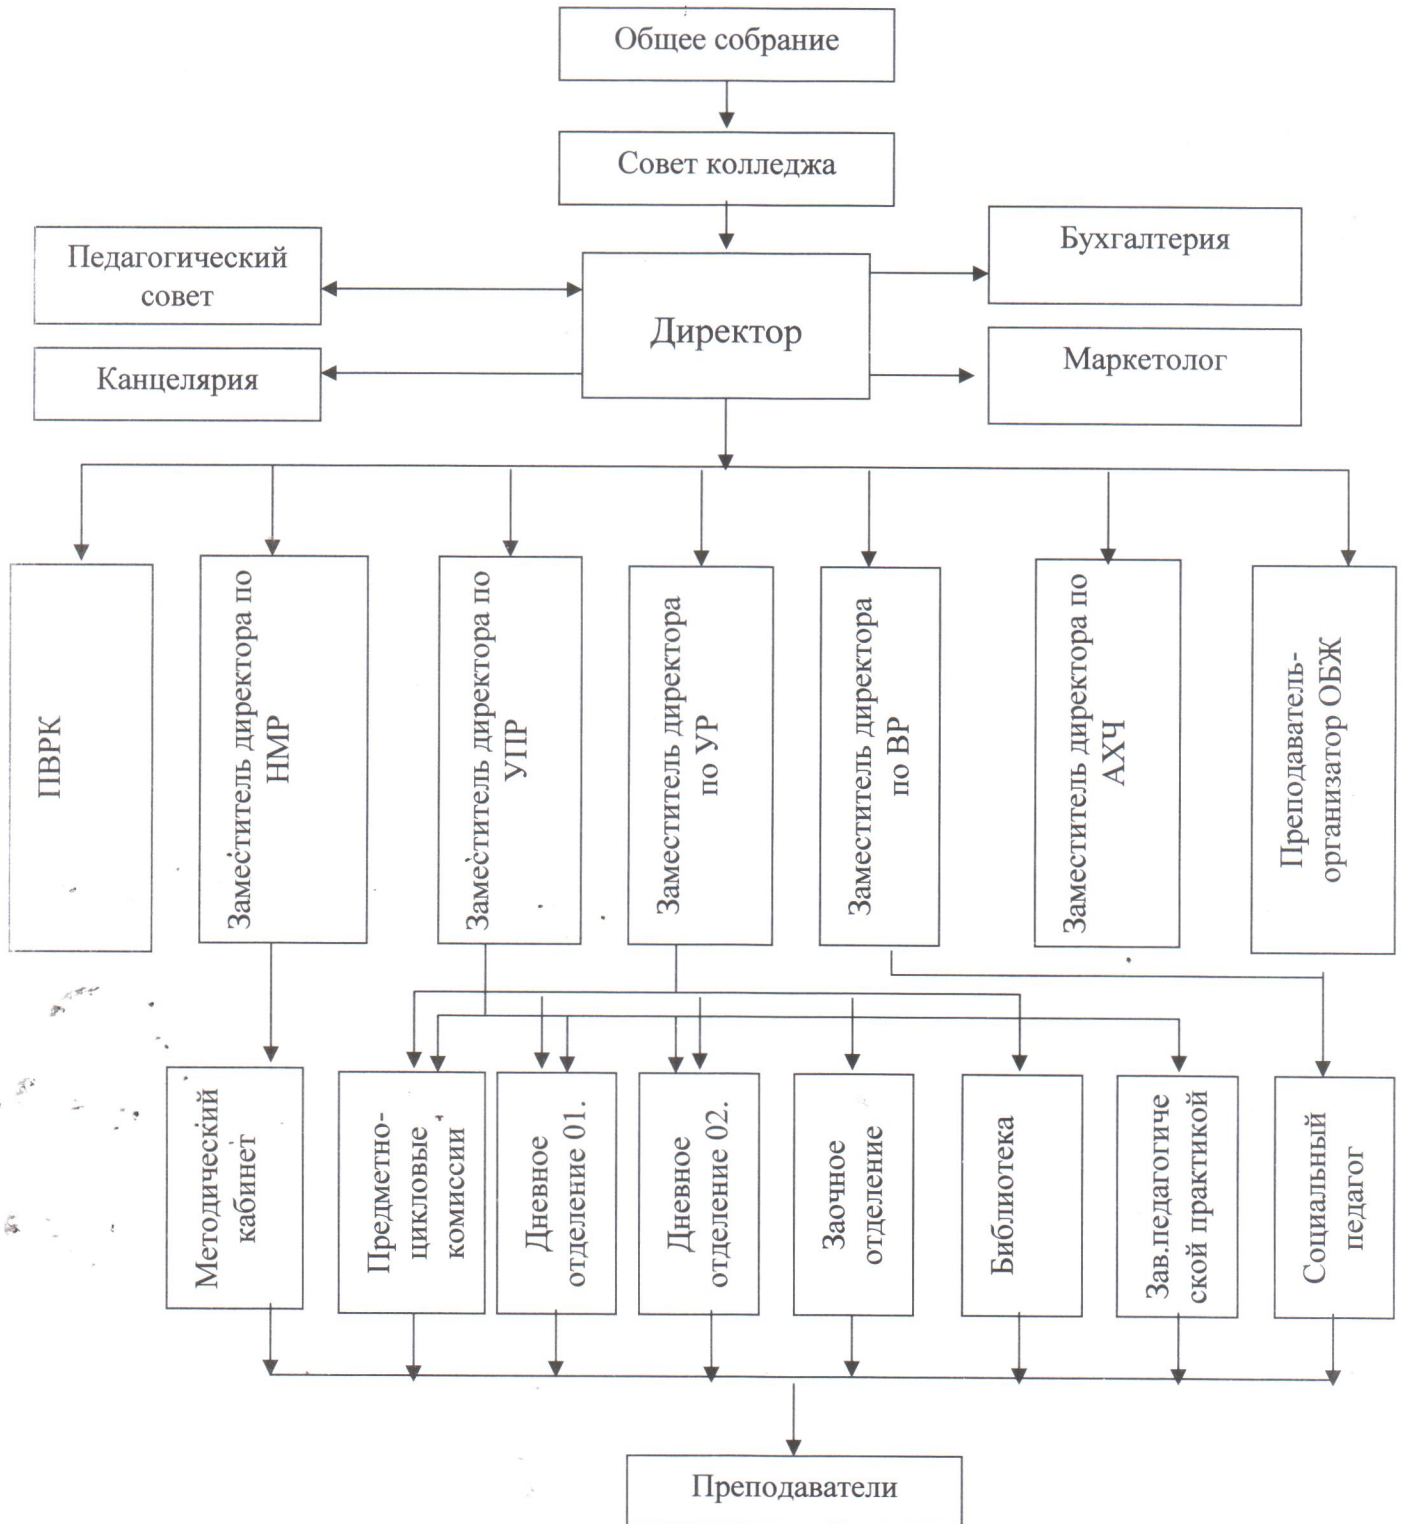 Общее собрание
Совет колледжа
Педагогический
совет
Бухгалтерия
Директор
Канцелярия
Маркетолог
ПВРК
Заместитель директора по
НМР
Заместитель директора по
УПР
Заместитель директора
по УР
Заместитель директора
по ВР
Заместитель директора по
АХЧ
Преподаватель-
организатор ОБЖ
Методический
кабинет
Предметно-
цикловые
комиссии
Дневное
отделение 01.
Дневное
отделение 02.
Заочное
отделение
Библиотека
Зав.педагогиче
ской практикой
Социальный
педагог
Преподаватели